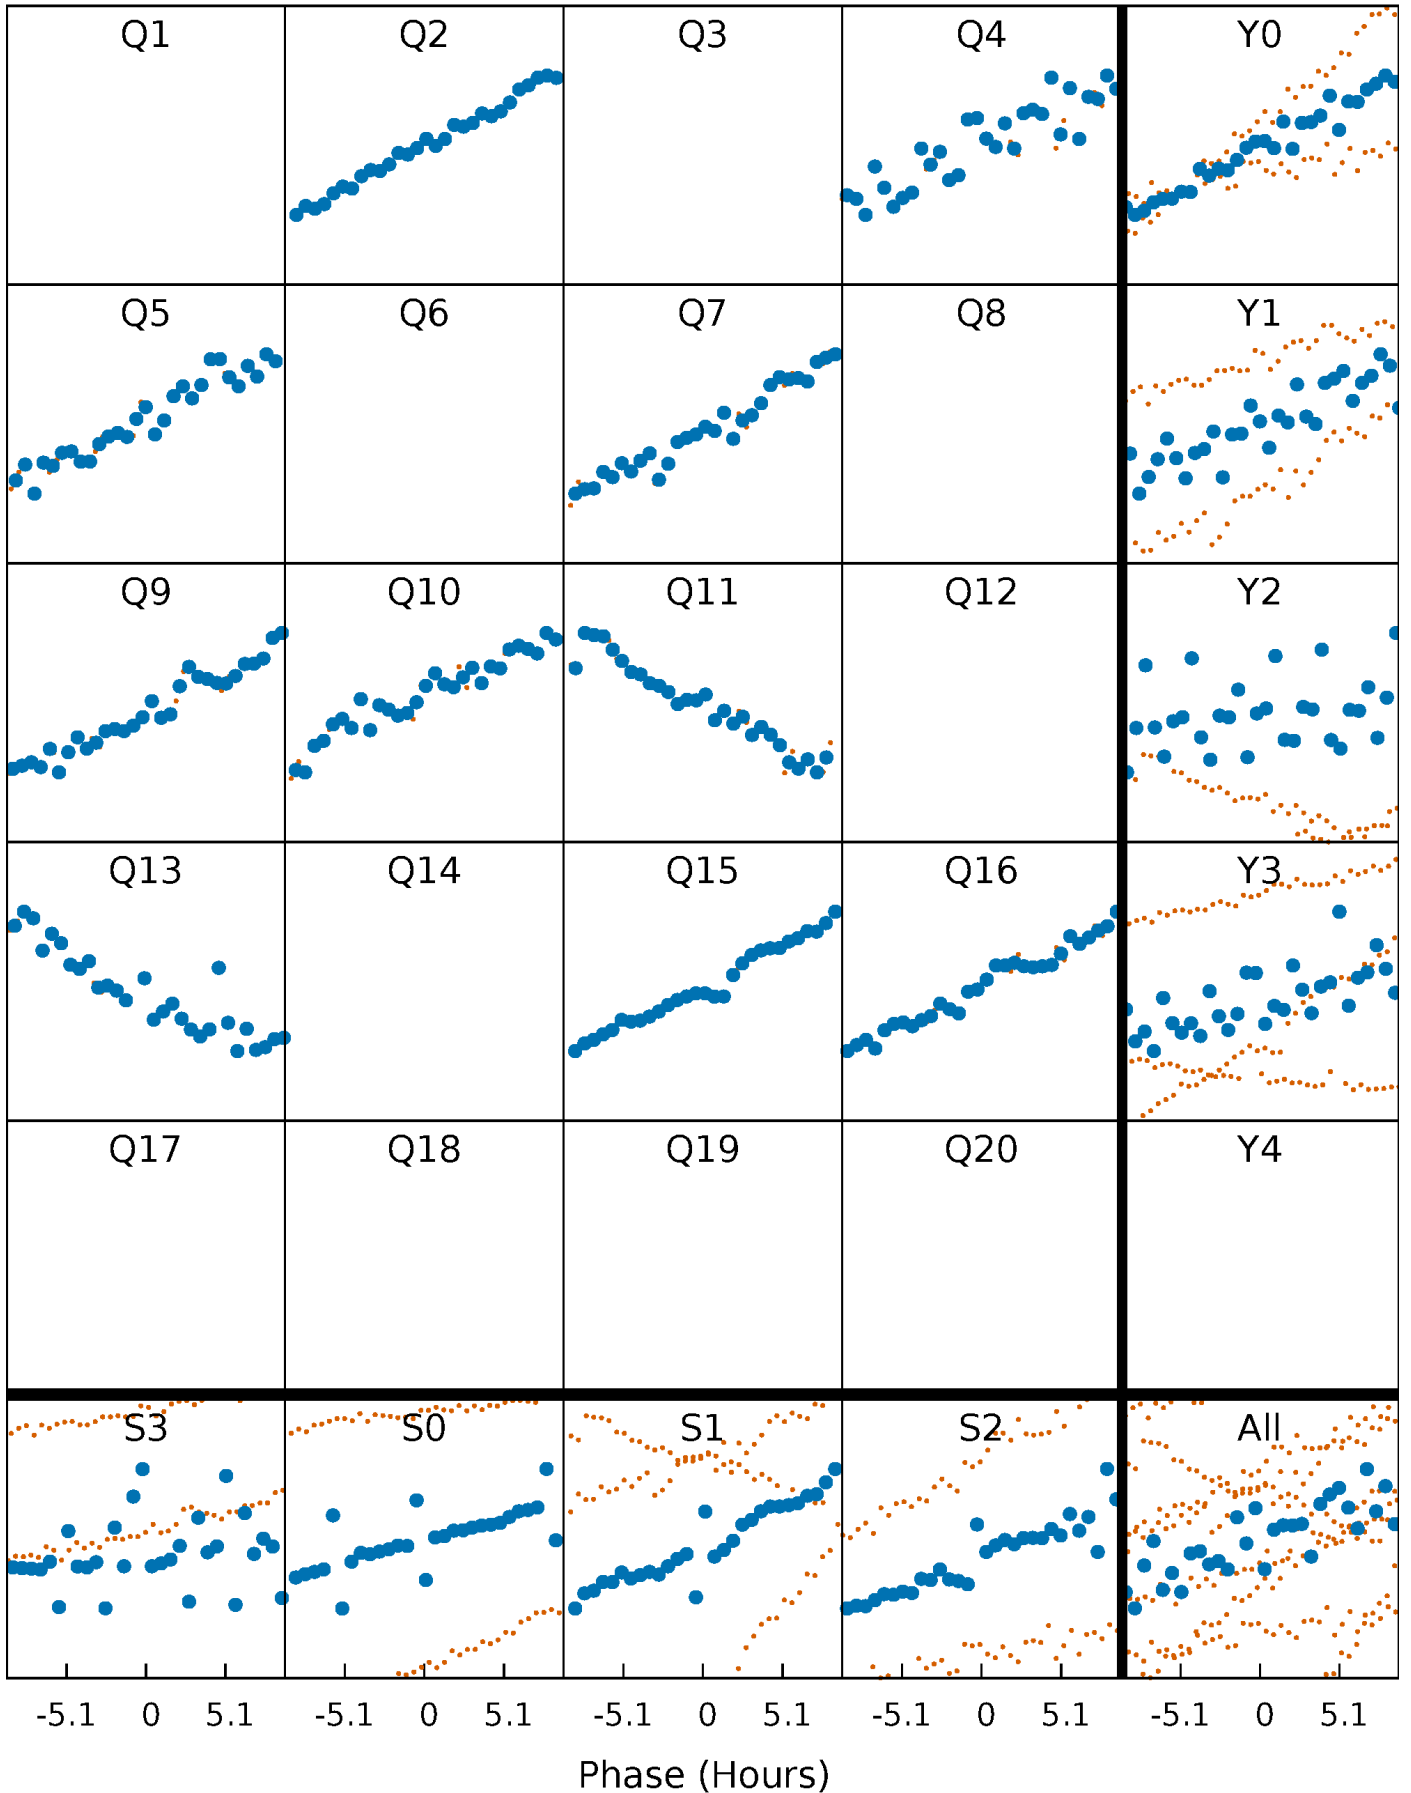 Q1 Q2 Q3 Q4 Y0
Q5 Q6 Q7 Q8 Y1
Q9 Q10 Q11 Q12 Y2
Q13 Q14 Q15 Q16 Y3
Q17 Q18 Q19 Q20 Y4
S3 S0 S1 S2 All
-5.1 0 5.1 -5.1 0 5.1 -5.1 0 5.1 -5.1 0 5.1 -5.1 0 5.1
Phase (Hours)